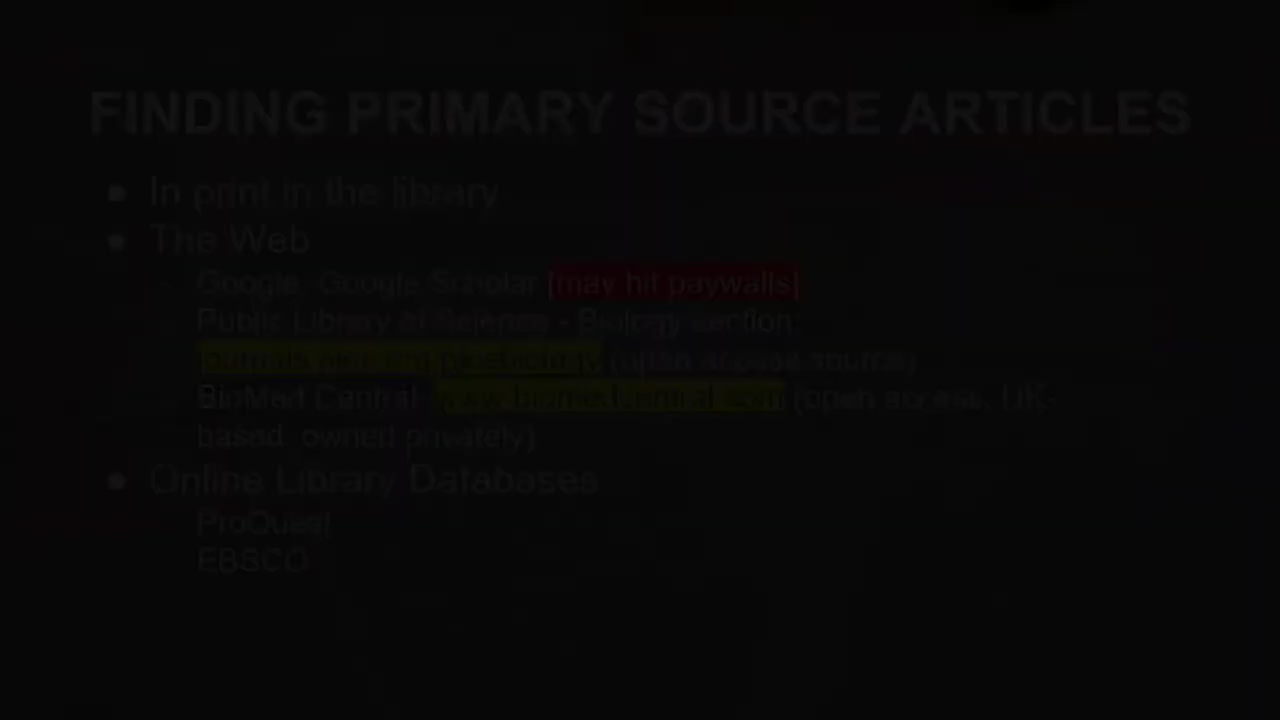 FINDING PRIMARY SOURCE ARTICLES
● In print in the library
● The Web
- Google, Google Scholar [may hit paywalls]
Public Library of Science - Biology section:
(open access source)
BioMed Central- www.biomedcentral.com (open access, UK-
based, owned privately)
● Online Library Databases
ProQuest
EBSCO